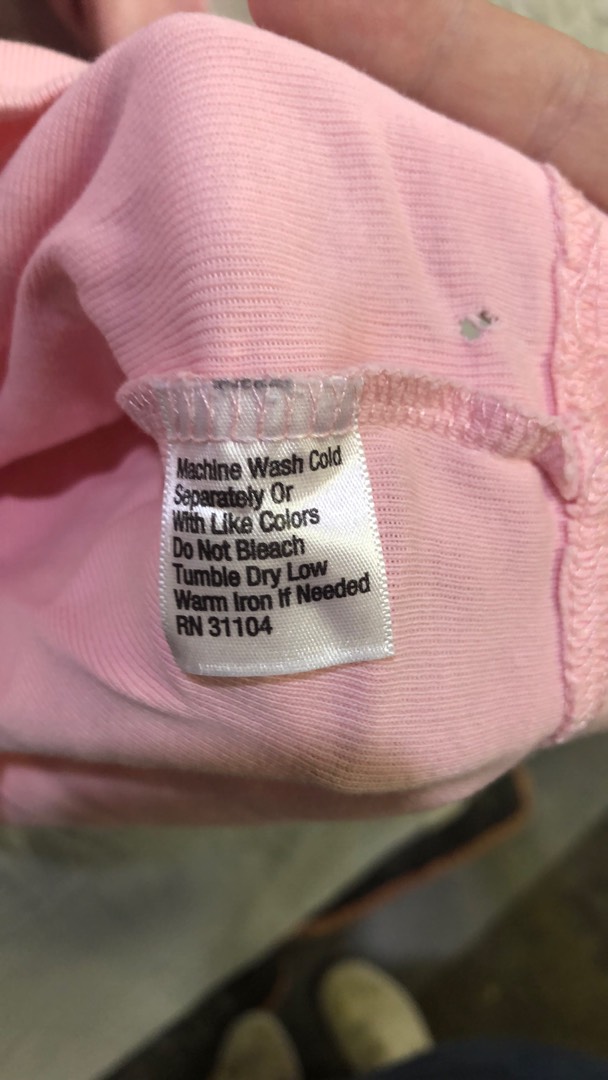 Machine Wash Cold
Separately Or
With Like Colors
Do Not Bleach
Tumble Dry Low
Warm Iron If Needed
RN 31104